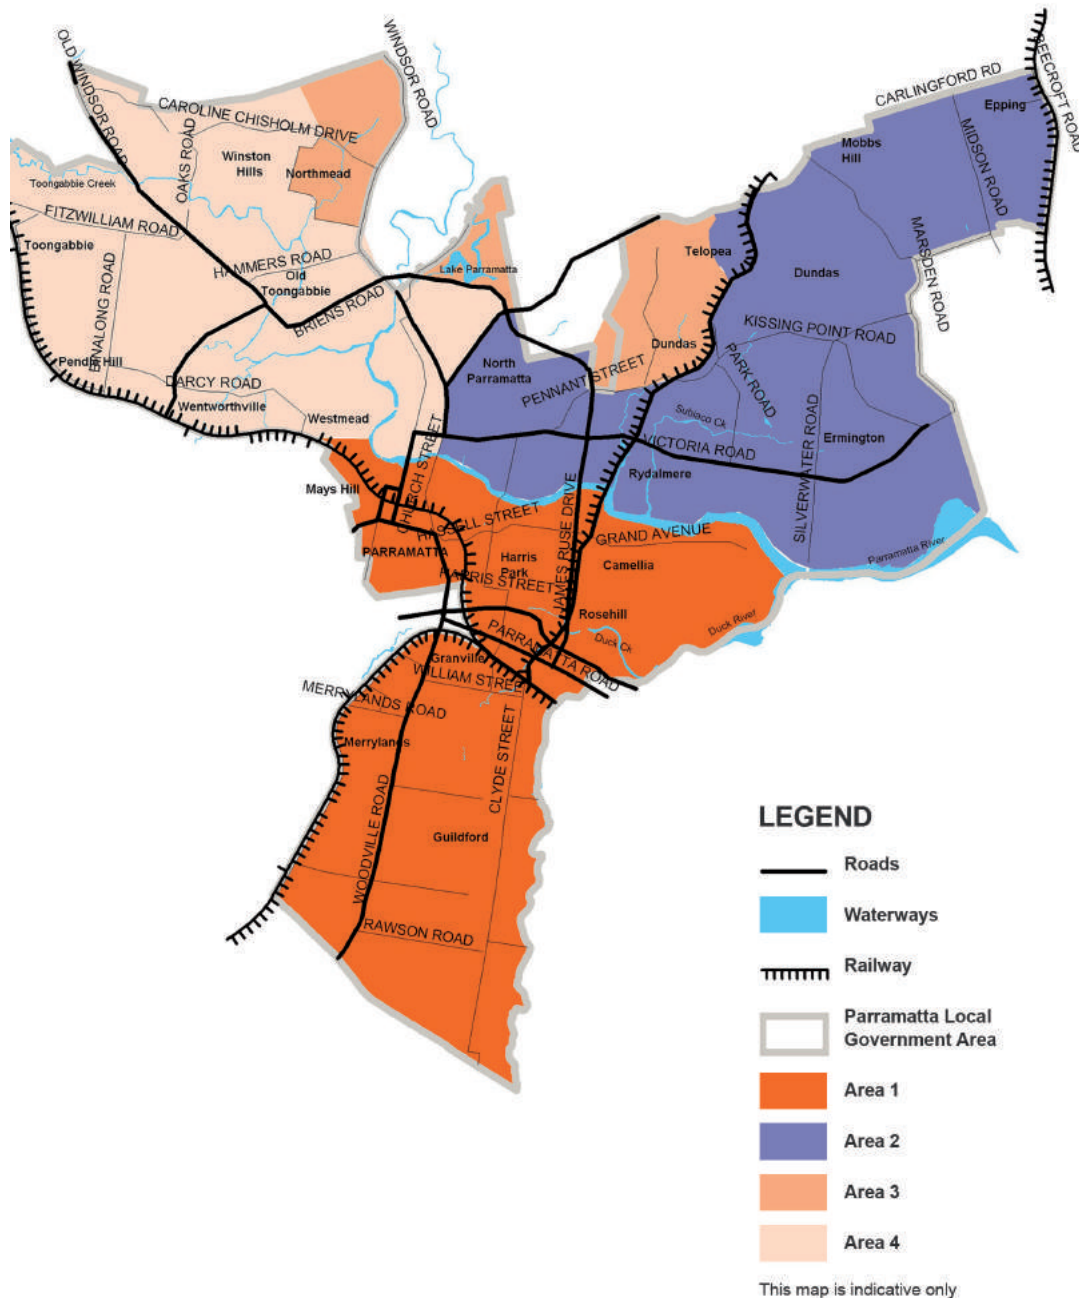 OLD WINDSOR ROAD
WINDSOR ROAD
BEECROFT ROAD
CARLINGFORD RD
Epping
CAROLINE CHISHOLM DRIVE
OAKS ROAD
Winston
Hills
Northmead
Mobbs
Hill
MIDSON ROAD
Toongabbie Creek
FITZWILLIAM ROAD
Toongabbie
HAMMERS ROAD
Old
Toongabbie
Lake Parramatta
Telopea
Dundas
MARSDEN ROAD
BINALONG ROAD
BRIENS ROAD
KISSING POINT ROAD
Pendle Hill
DARCY ROAD
Wentworthville
Westmead
North
Parramatta
PENNANT STREET
Dundas
PARK ROAD
Subiaco Ck
VICTORIA ROAD
Ermington
SILVERWATER ROAD
Rydalmere
Mays Hill
CHURCH STREET
HASSELL STREET
JAMES RUSE DRIVE
GRAND AVENUE
Parramatta River
PARRAMATTA
Harris
Park
HARRIS STREET
Camellia
Rosehill
Duck River
Duck Ck
PARRAMATTA ROAD
Granville
WILLIAM STREET
MERRYLANDS ROAD
Merrylands
CLYDE STREET
WOODVILLE ROAD
Guildford
RAWSON ROAD
LEGEND
Roads
Waterways
Railway
Parramatta Local
Government Area
Area 1
Area 2
Area 3
Area 4
This map is indicative only